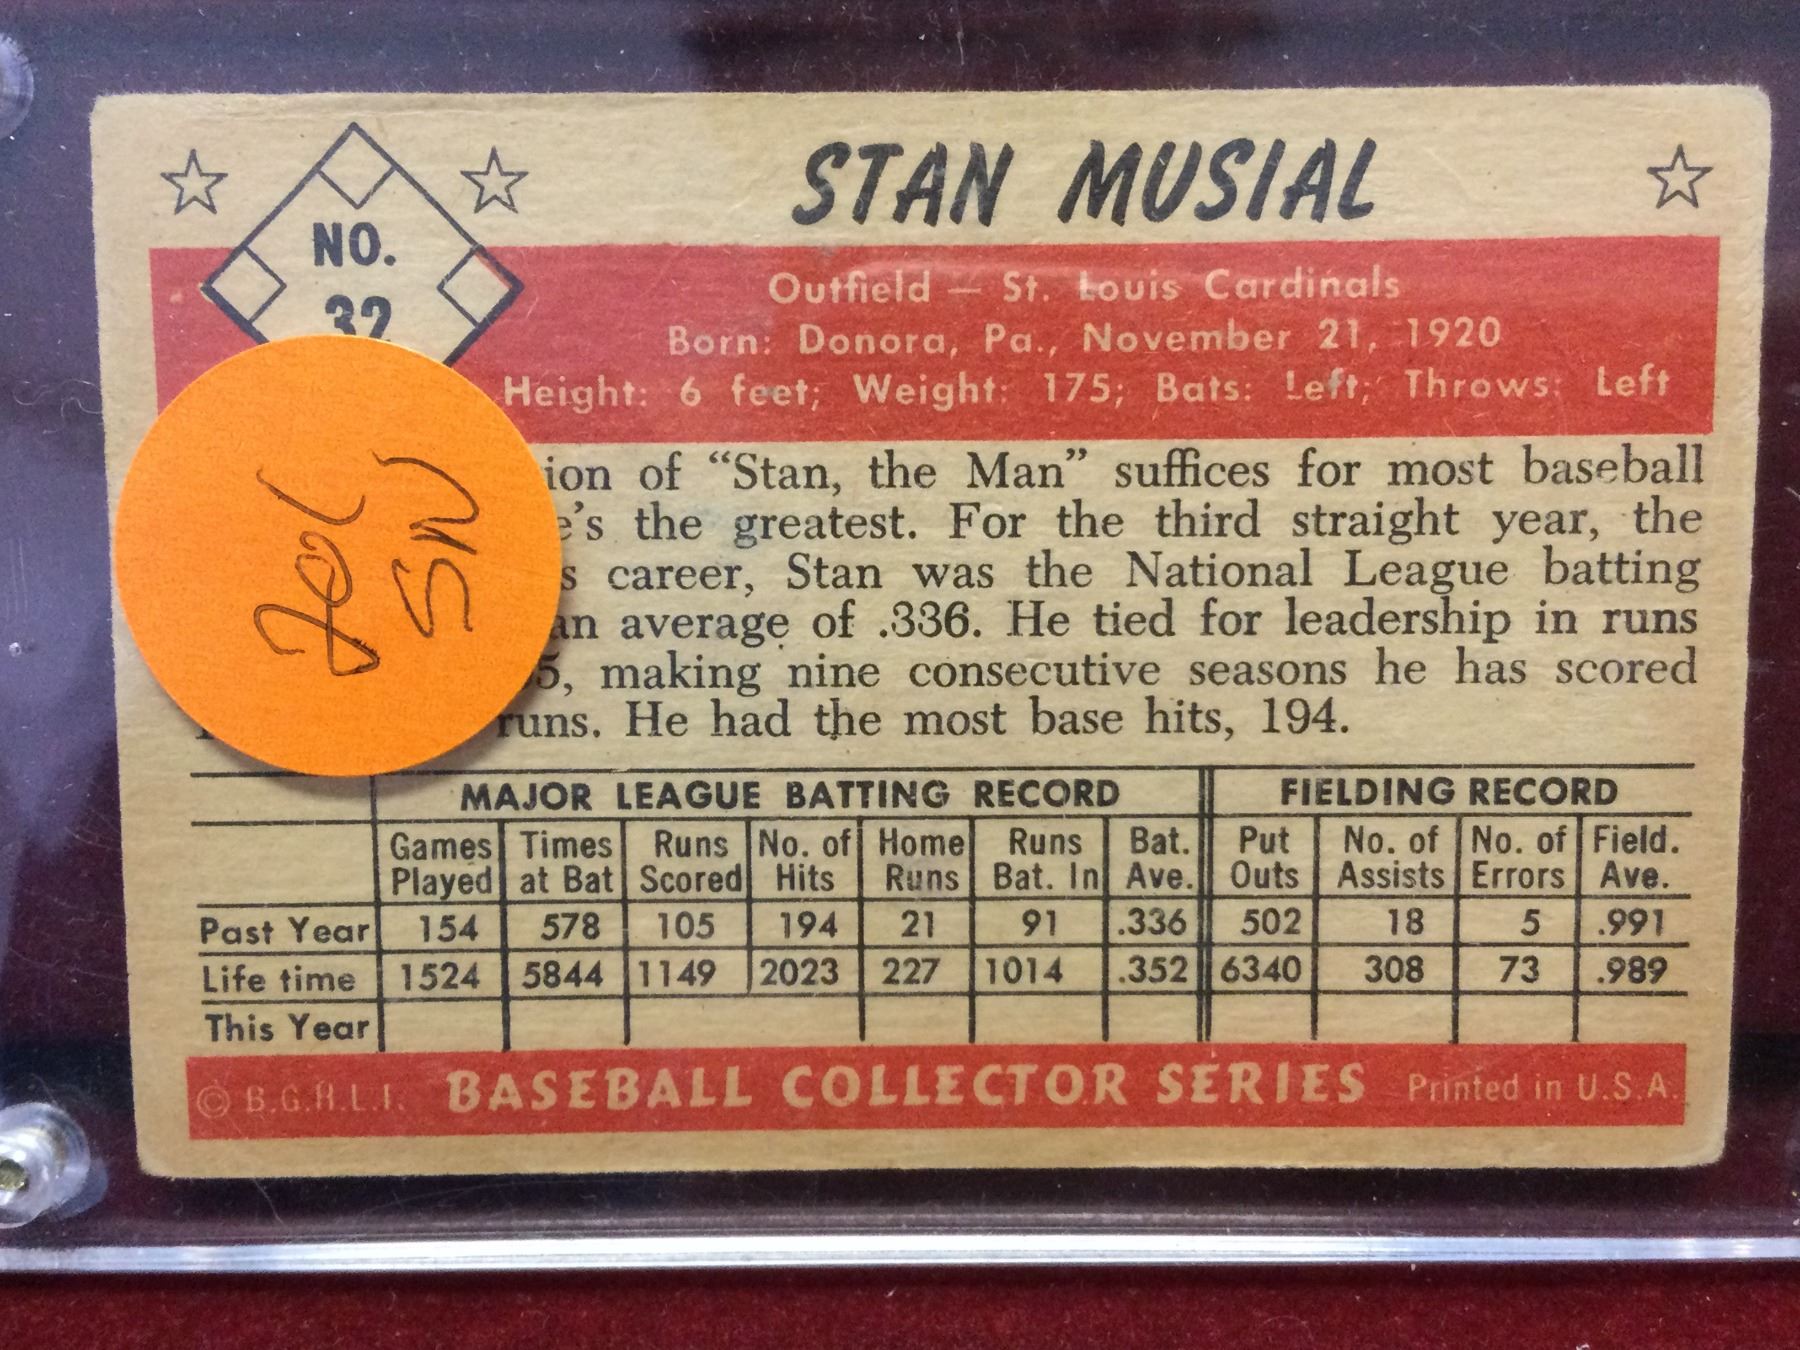 STAN MUSIAL
NO.
32
Outfield — St. Louis Cardinals
Born: Donora, Pa., November 21, 1920
Height: 6 feet; Weight: 175; Bats: Left; Throws: Left
of "Stan, the Man" suffices for most baseball
the greatest. For the third straight year, the
career, Stan was the National League batting
an average of .336. He tied for leadership in runs
making nine consecutive seasons he has scored
runs. He had the most base hits, 194.
MAJOR LEAGUE BATTING RECORD FIELDING RECORD
Games Played Times at Bat Runs Scored No. of Hits Home Runs Runs Bat. In Bat. Ave. Put Outs No. of Assists No. of Errors Field. Ave.
Past Year 154 578 105 194 21 91 .336 502 18 5 .991
Life time 1524 5844 1149 2023 227 1014 .352 6340 308 73 .989
This Year
© B.G.H.L.I. BASEBALL COLLECTOR SERIES Printed in U.S.A.